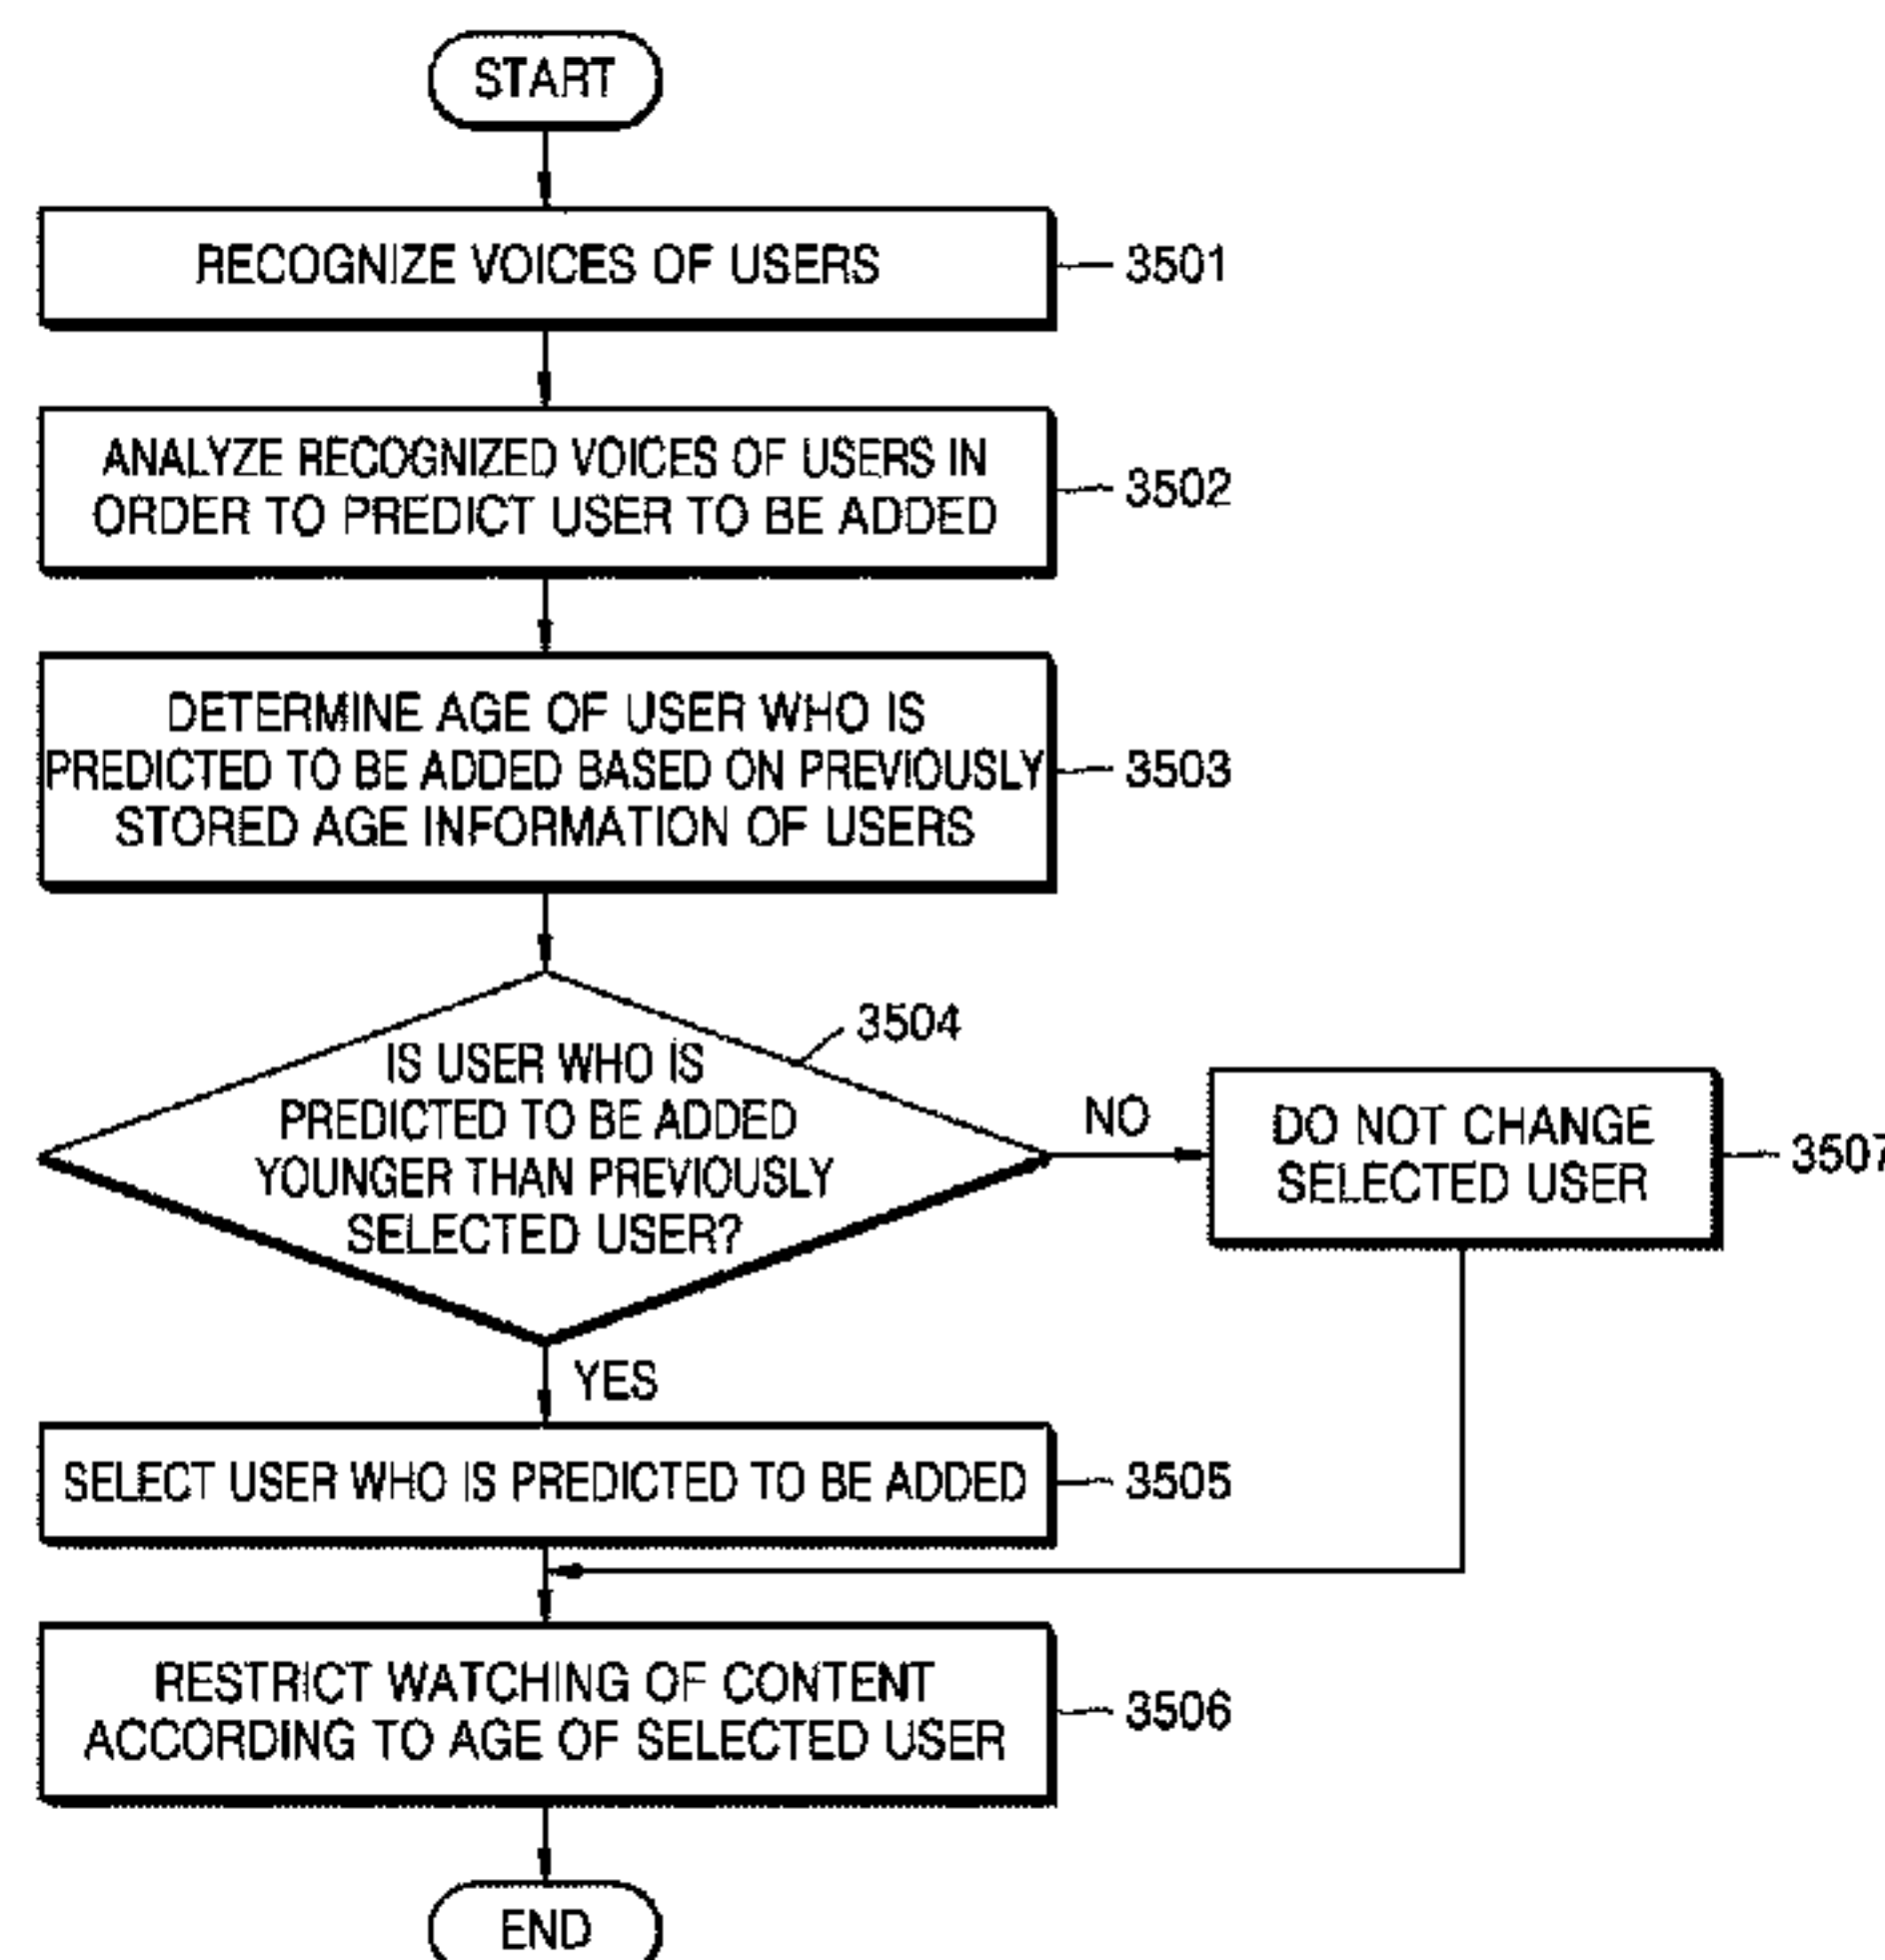 START
RECOGNIZE VOICES OF USERS
3501
ANALYZE RECOGNIZED VOICES OF USERS IN
ORDER TO PREDICT USER TO BE ADDED
3502
DETERMINE AGE OF USER WHO IS
PREDICTED TO BE ADDED BASED ON PREVIOUSLY
STORED AGE INFORMATION OF USERS
3503
3504
IS USER WHO IS
PREDICTED TO BE ADDED
YOUNGER THAN PREVIOUSLY
SELECTED USER?
NO
DO NOT CHANGE
SELECTED USER
3507
YES
SELECT USER WHO IS PREDICTED TO BE ADDED
3505
RESTRICT WATCHING OF CONTENT
ACCORDING TO AGE OF SELECTED USER
3506
END